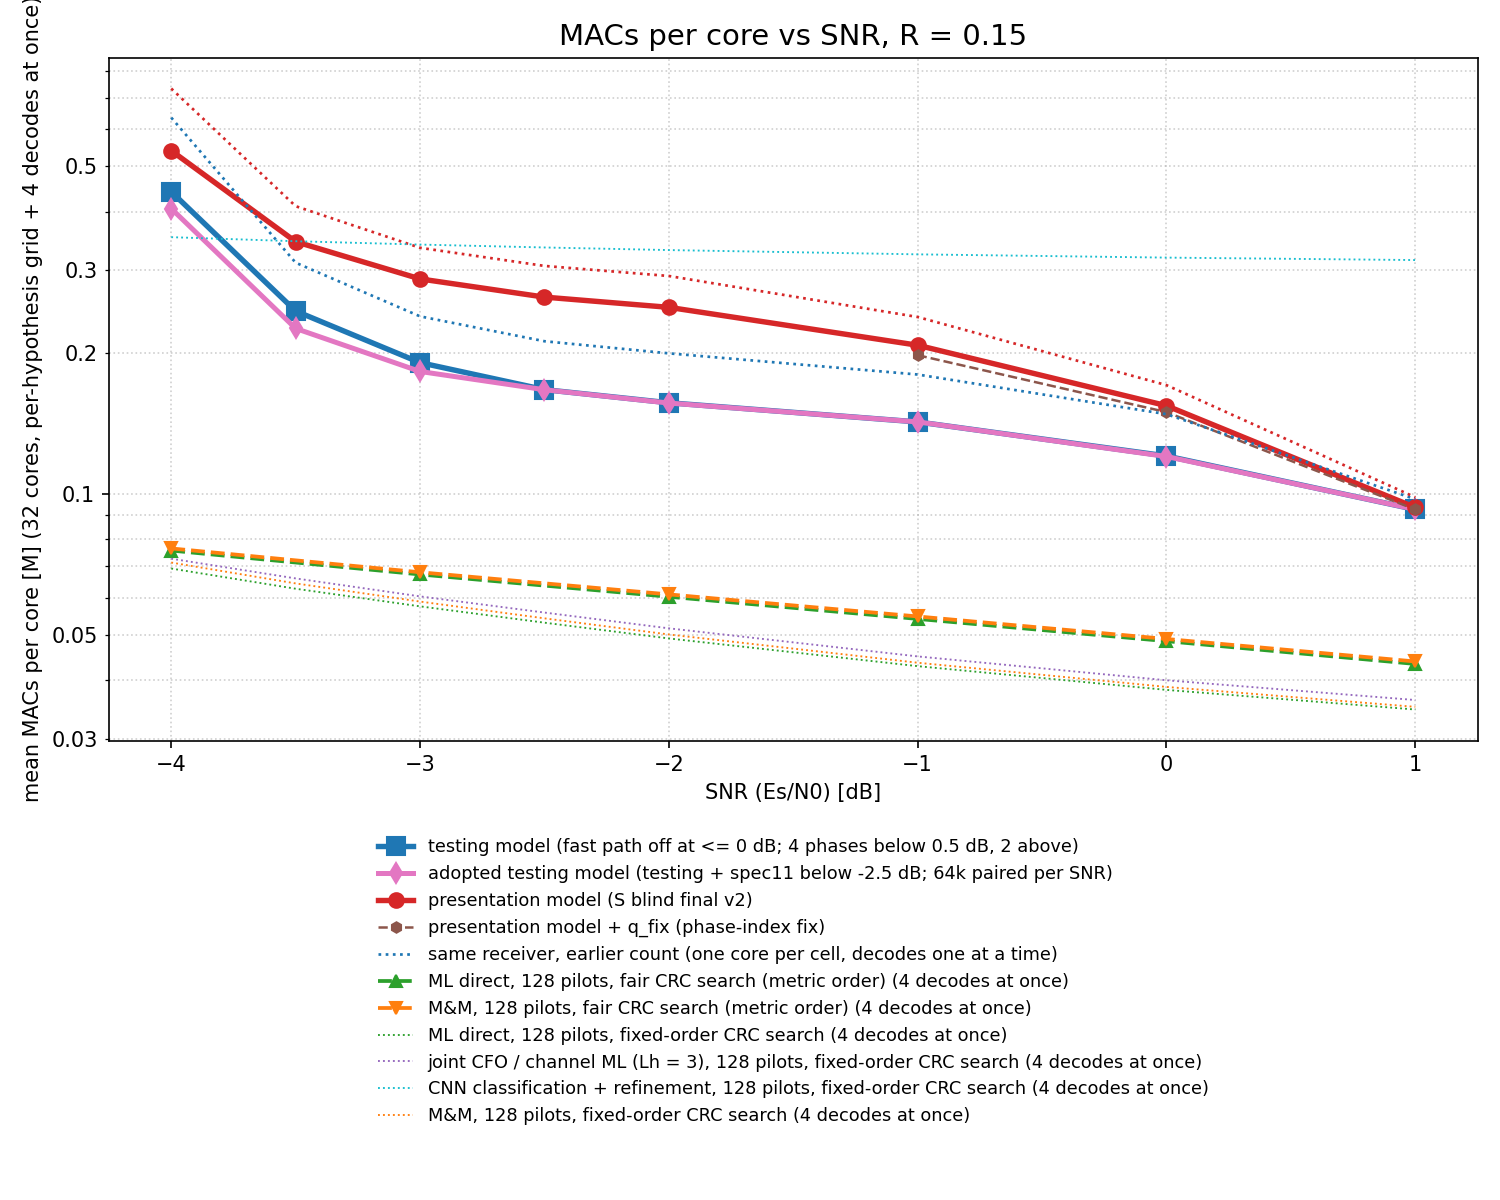 MACs per core vs SNR, R = 0.15
mean MACs per core [M] (32 cores, per-hypothesis grid + 4 decodes at once)
0.5
0.3
0.2
0.1
0.05
0.03
−4
−3
−2
−1
0
1
SNR (Es/N0) [dB]
testing model (fast path off at <= 0 dB; 4 phases below 0.5 dB, 2 above)
adopted testing model (testing + spec11 below -2.5 dB; 64k paired per SNR)
presentation model (S blind final v2)
presentation model + q_fix (phase-index fix)
same receiver, earlier count (one core per cell, decodes one at a time)
ML direct, 128 pilots, fair CRC search (metric order) (4 decodes at once)
M&M, 128 pilots, fair CRC search (metric order) (4 decodes at once)
ML direct, 128 pilots, fixed-order CRC search (4 decodes at once)
joint CFO / channel ML (Lh = 3), 128 pilots, fixed-order CRC search (4 decodes at once)
CNN classification + refinement, 128 pilots, fixed-order CRC search (4 decodes at once)
M&M, 128 pilots, fixed-order CRC search (4 decodes at once)